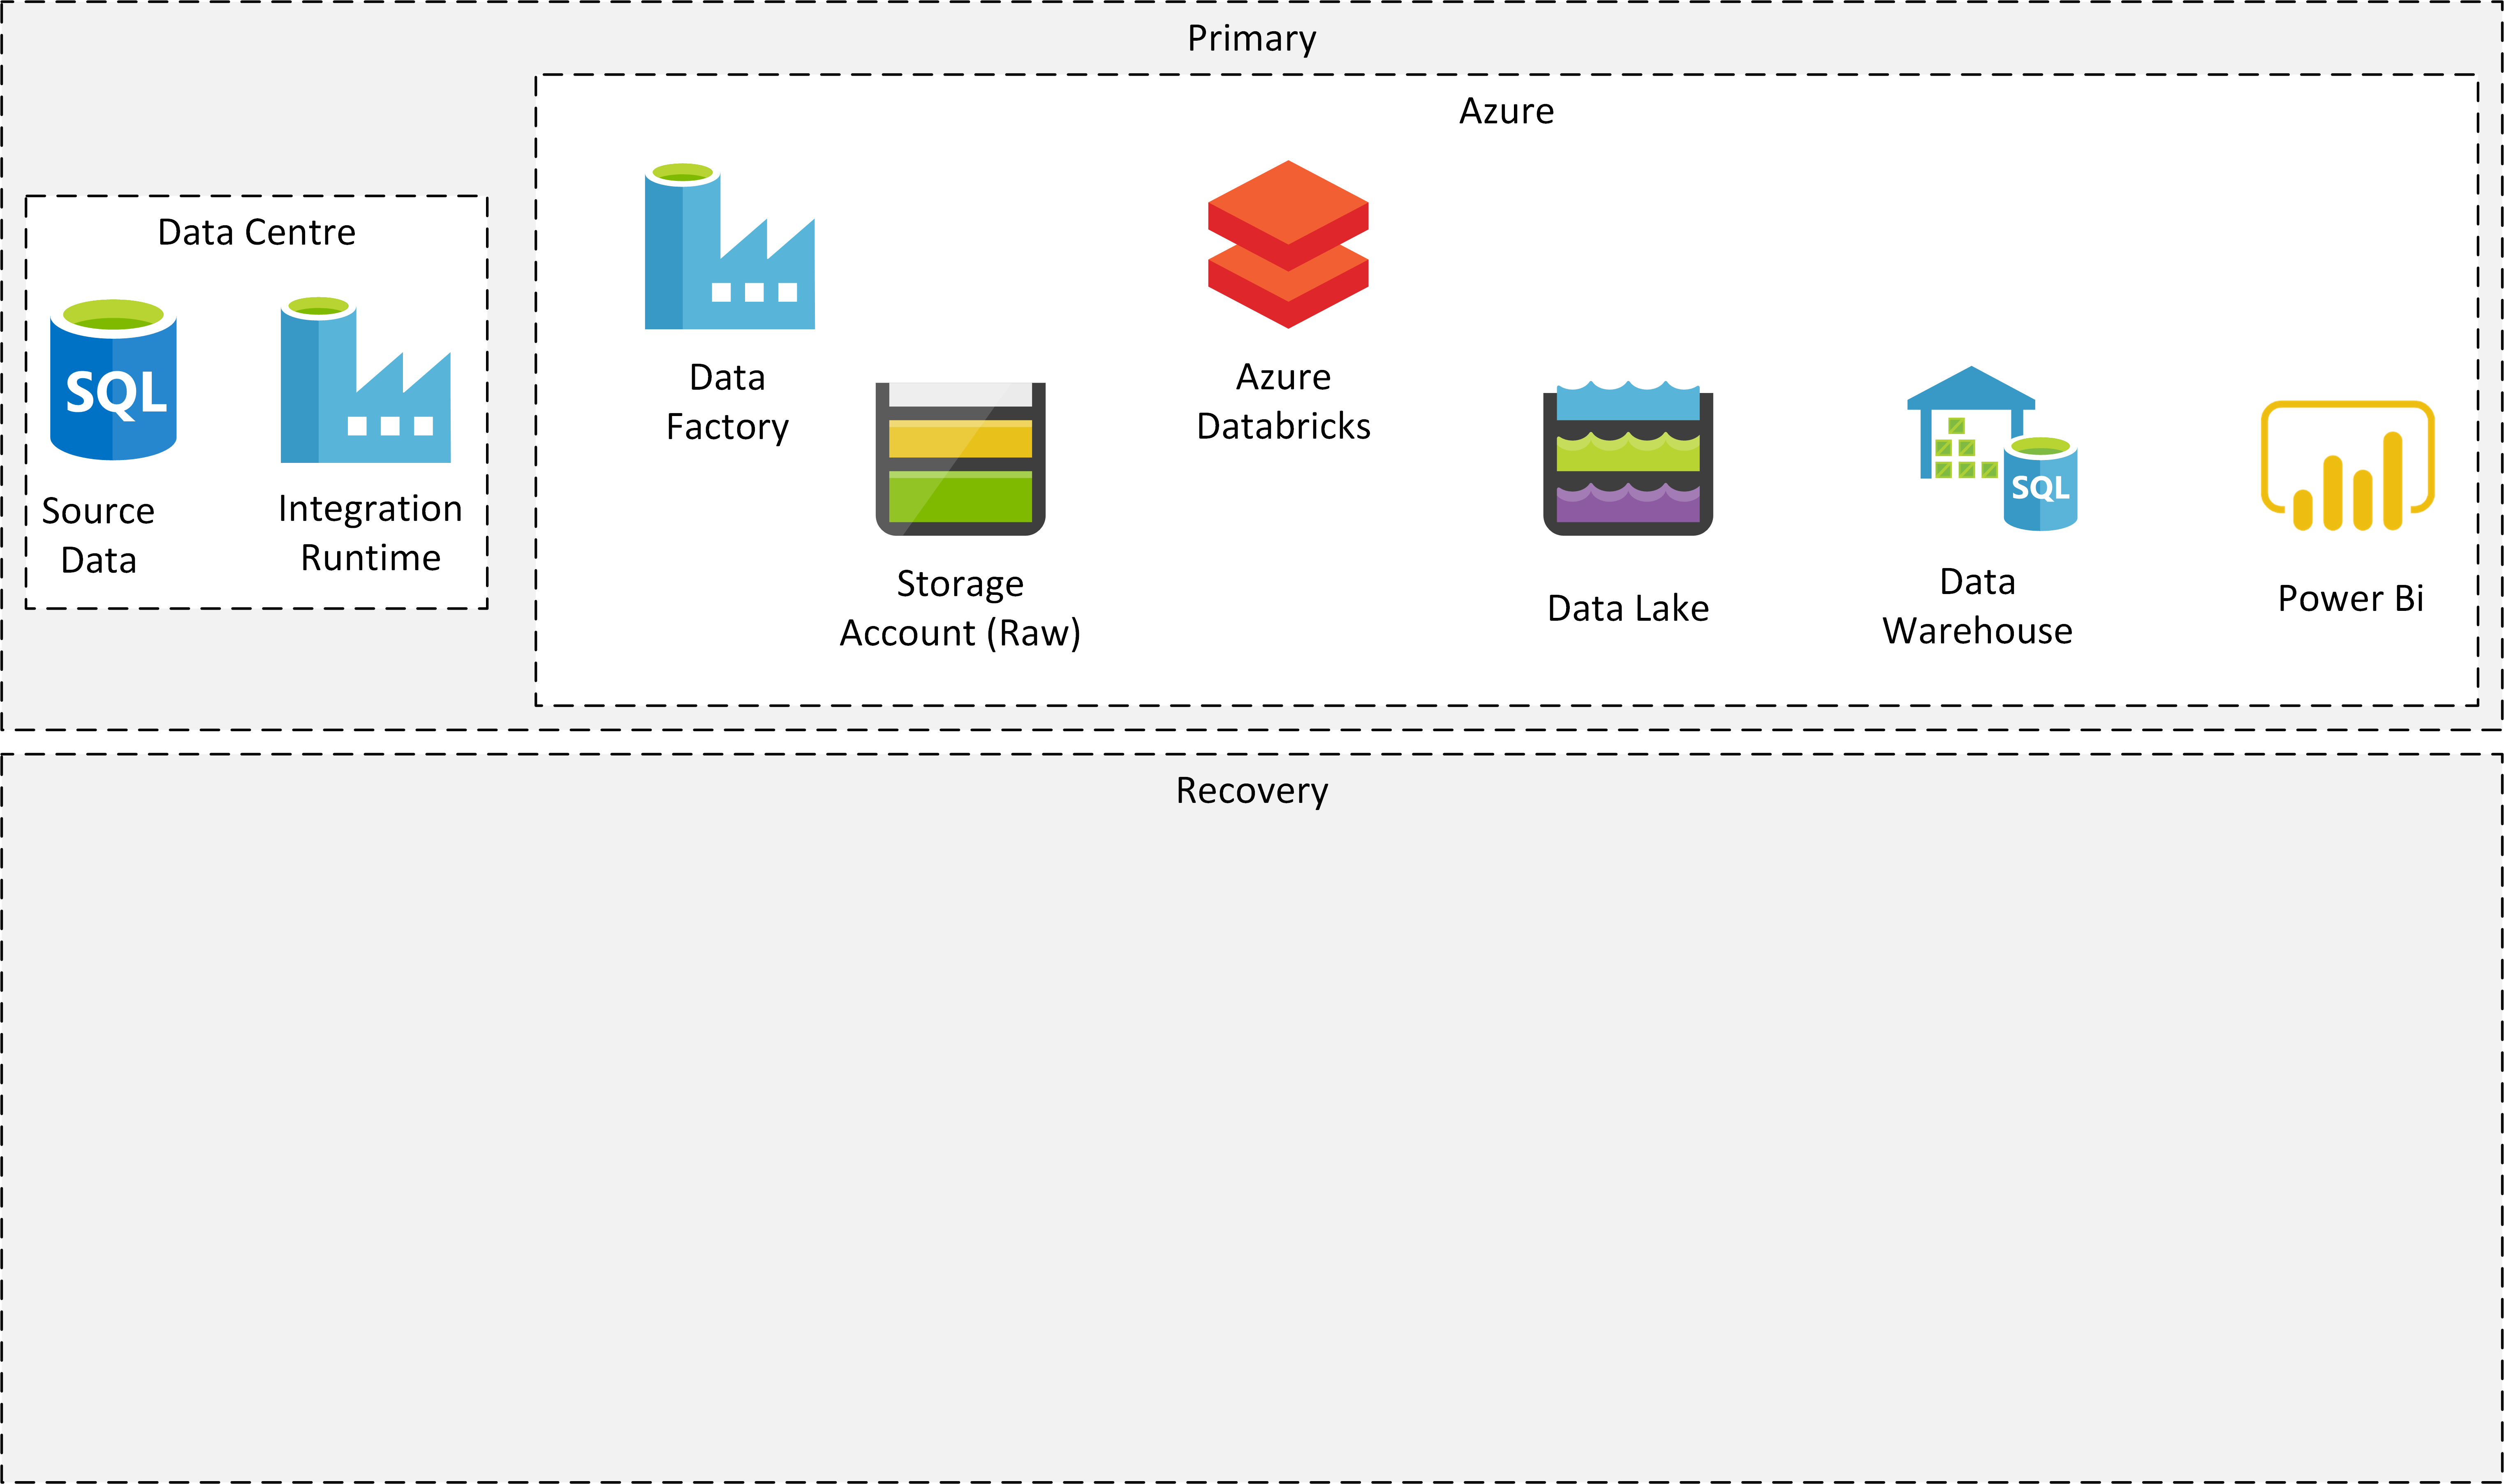 Primary
Azure
Data Centre
SQL
Source
Data
Integration
Runtime
Data
Factory
Storage
Account (Raw)
Azure
Databricks
Data Lake
SQL
Data
Warehouse
Power Bi
Recovery